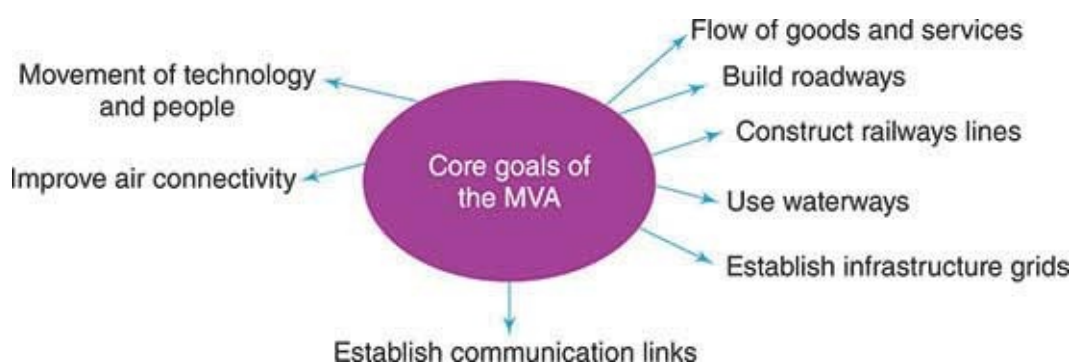 Flow of goods and services
Movement of technology
and people
Build roadways
Construct railways lines
Core goals of
the MVA
Improve air connectivity
Use waterways
Establish infrastructure grids
Establish communication links